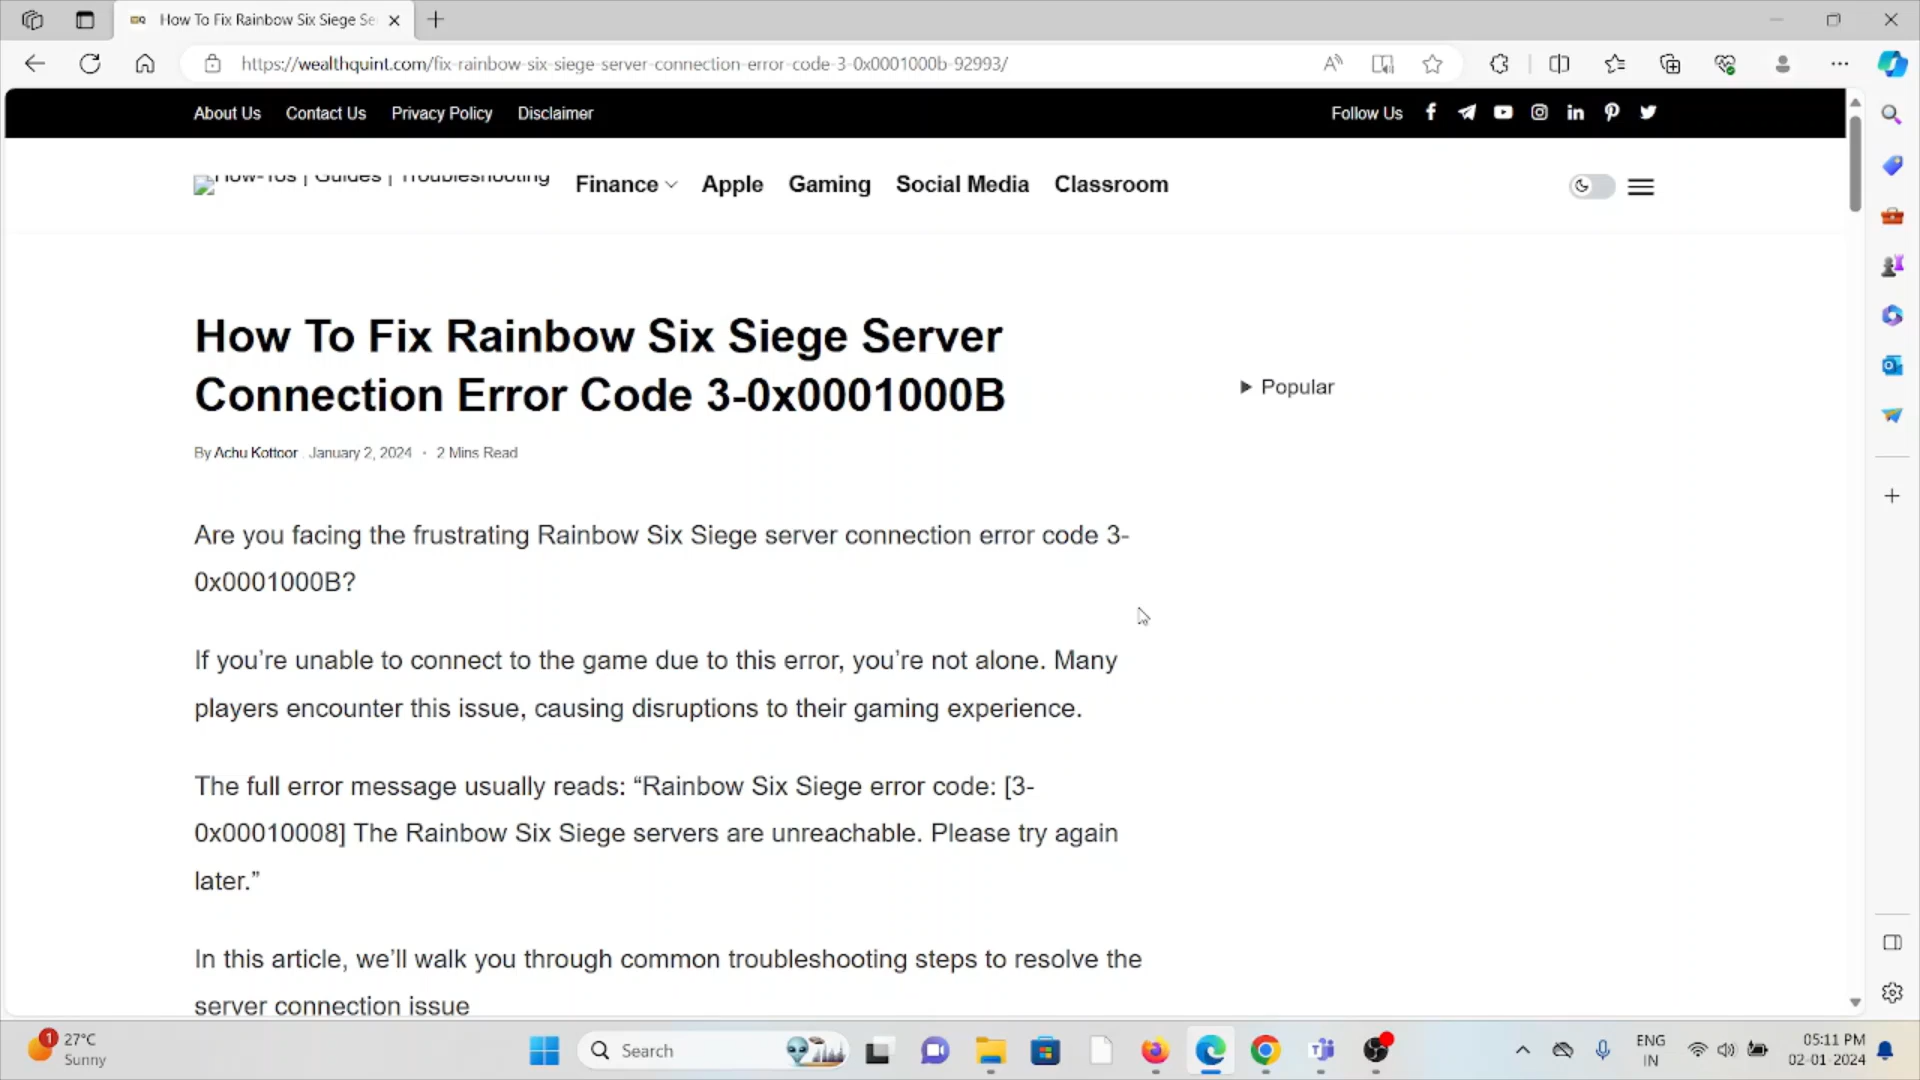 How To Fix Rainbow Six Siege Se
https://wealthquint.com/fix-rainbow-six-siege-server-connection-error-code-3-0x0001000b-92993/
About Us Contact Us Privacy Policy Disclaimer Follow Us
How-Tos | Guides | Troubleshooting Finance Apple Gaming Social Media Classroom
How To Fix Rainbow Six Siege Server
Connection Error Code 3-0x0001000B
Popular
By Achu Kottoor January 2, 2024 · 2 Mins Read
Are you facing the frustrating Rainbow Six Siege server connection error code 3-
0x0001000B?
If you’re unable to connect to the game due to this error, you’re not alone. Many
players encounter this issue, causing disruptions to their gaming experience.
The full error message usually reads: “Rainbow Six Siege error code: [3-
0x00010008] The Rainbow Six Siege servers are unreachable. Please try again
later.”
In this article, we’ll walk you through common troubleshooting steps to resolve the
server connection issue
1 27°C
Sunny
Search
ENG
IN
05:11 PM
02-01-2024